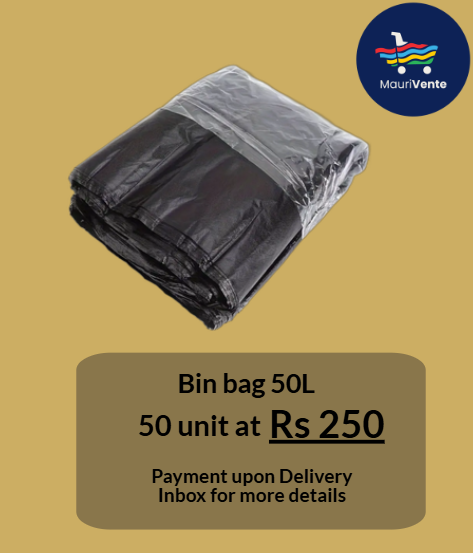 MauriVente
Bin bag 50L
50 unit at Rs 250
Payment upon Delivery
Inbox for more details